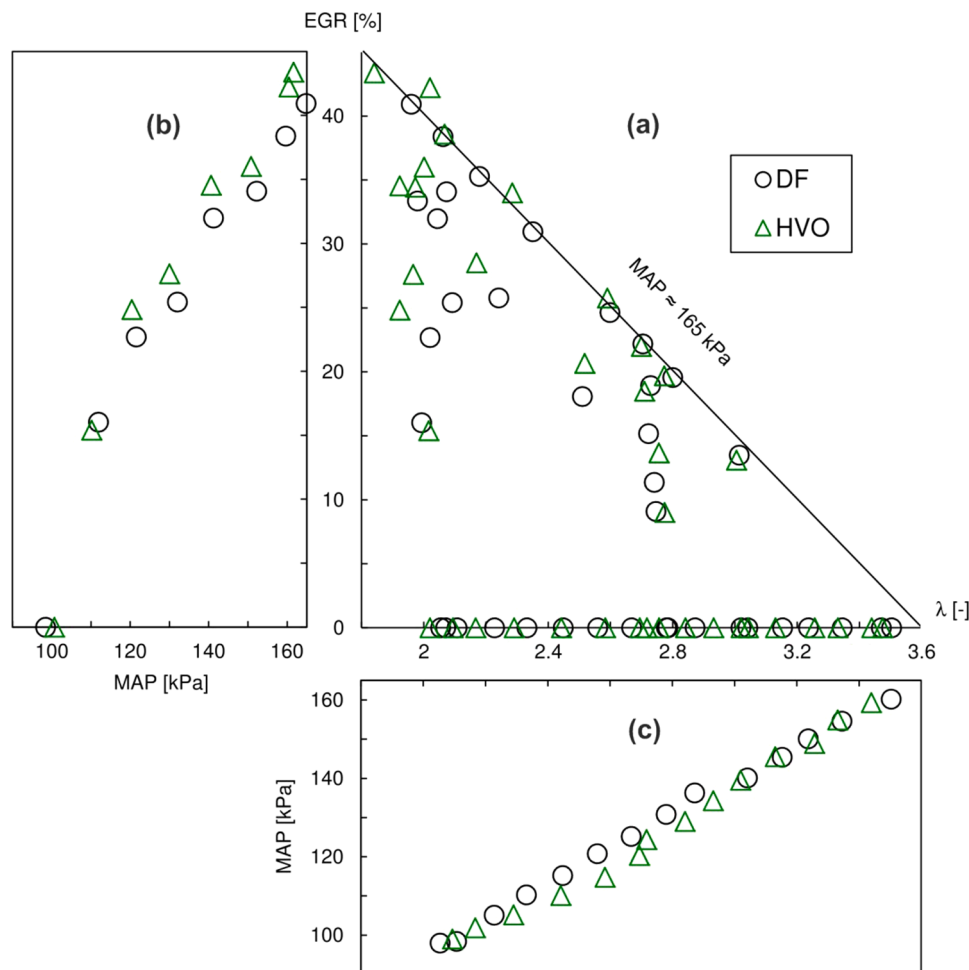 EGR [%]
(b)
(a)
DF
HVO
40
30
20
10
0
MAP ≈ 165 kPa
λ [-]
100 120 140 160
MAP [kPa]
2 2.4 2.8 3.2 3.6
(c)
160
140
120
100
MAP [kPa]